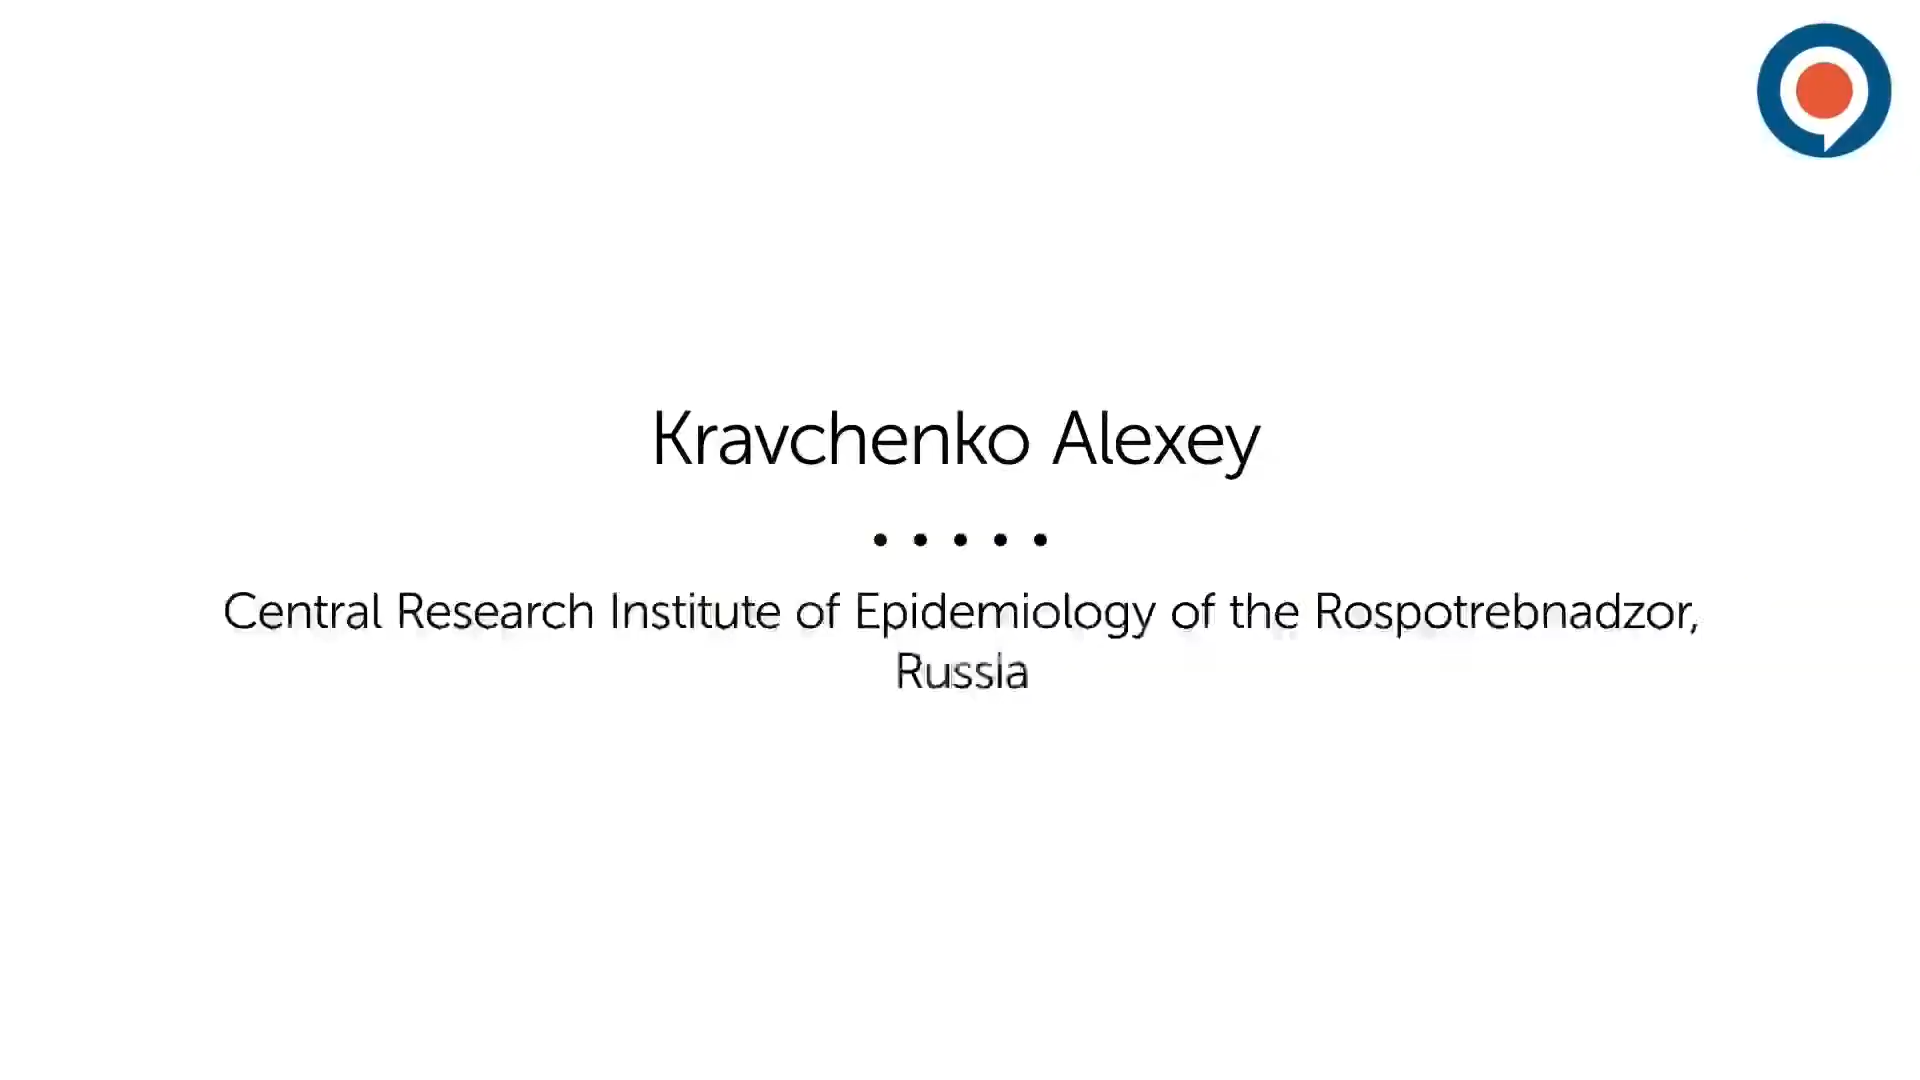 Kravchenko Alexey
Central Research Institute of Epidemiology of the Rospotrebnadzor,
Russia